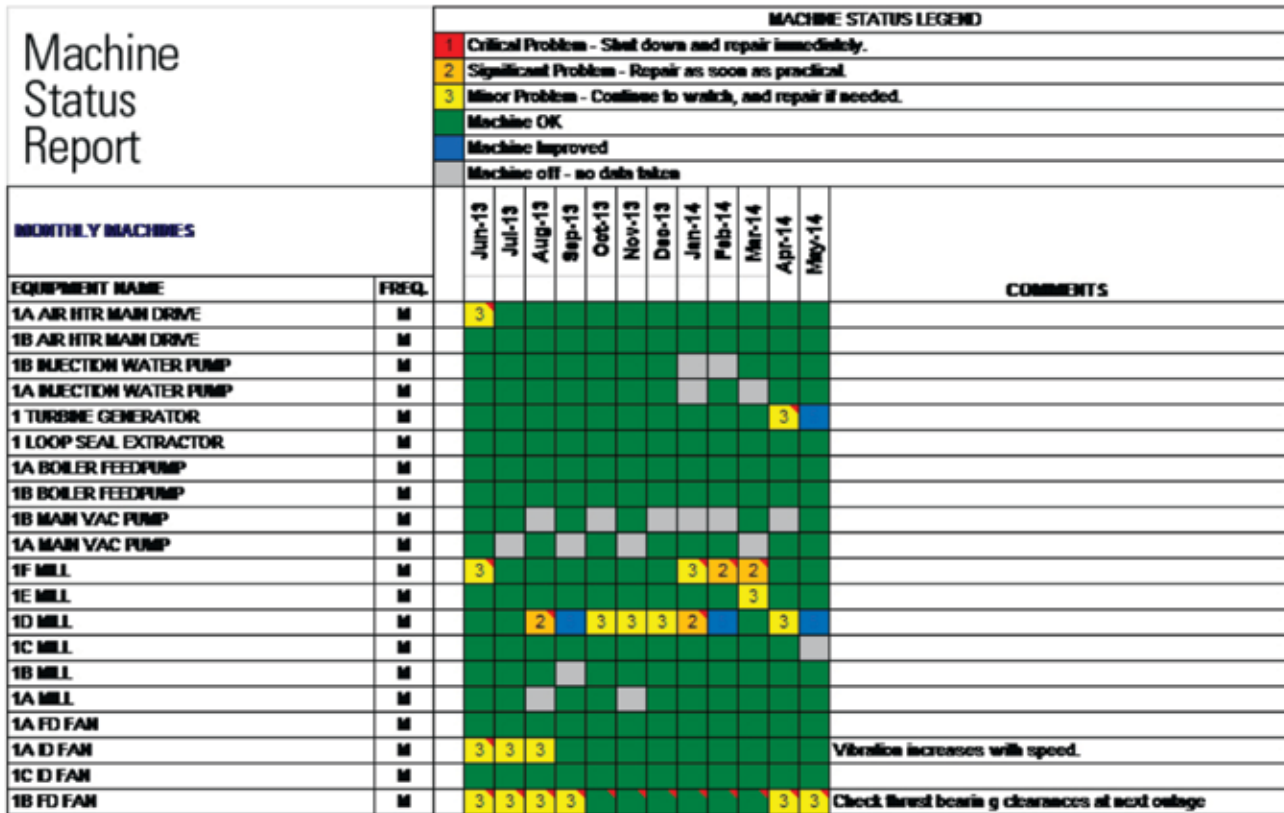 Machine
Status
Report
MACHINE STATUS LEGEND
1 Critical Problem - Shut down and repair immediately.
2 Significant Problem - Repair as soon as practical.
3 Minor Problem - Continue to watch, and repair if needed.
Machine OK
Machine Improved
Machine off - no data taken
MONTHLY MACHINES
Jun-13 Jul-13 Aug-13 Sep-13 Oct-13 Nov-13 Dec-13 Jan-14 Feb-14 Mar-14 Apr-14 May-14
EQUIPMENT NAME FREQ. COMMENTS
1A AIR HTR MAIN DRIVE M 3
1B AIR HTR MAIN DRIVE M
1B INJECTION WATER PUMP M
1A INJECTION WATER PUMP M
1 TURBINE GENERATOR M 3
1 LOOP SEAL EXTRACTOR M
1A BOILER FEEDPUMP M
1B BOILER FEEDPUMP M
1B MAIN VAC PUMP M
1A MAIN VAC PUMP M
1F MILL M 3 3 2 2
1E MILL M 3
1D MILL M 2 3 3 3 2 3
1C MILL M
1B MILL M
1A MILL M
1A FD FAN M
1A ID FAN M 3 3 3 Vibration increases with speed.
1C ID FAN M
1B FD FAN M 3 3 3 3 3 3 Check thrust bearin g clearances at next outage